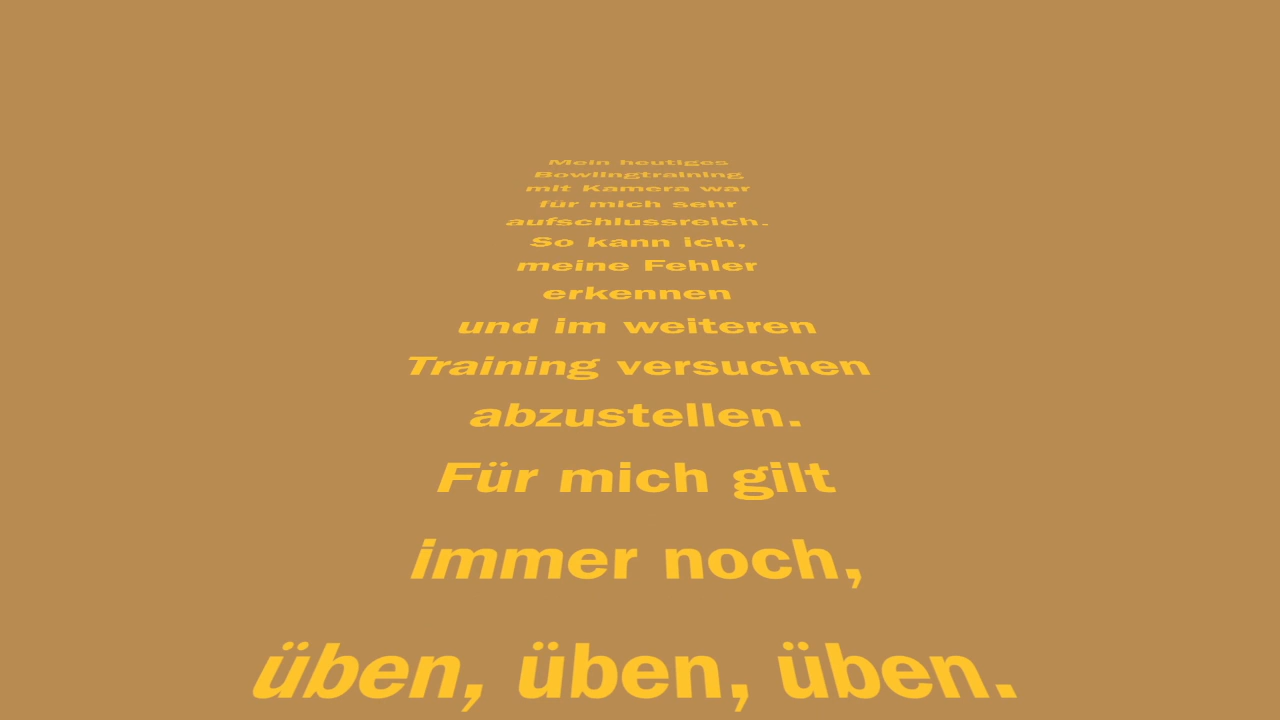 Mein heutiges
Bowlingtraining
mit Kamera war
für mich sehr
aufschlussreich.
So kann ich,
meine Fehler
erkennen
und im weiteren
Training versuchen
abzustellen.
Für mich gilt
immer noch,
üben, üben, üben.